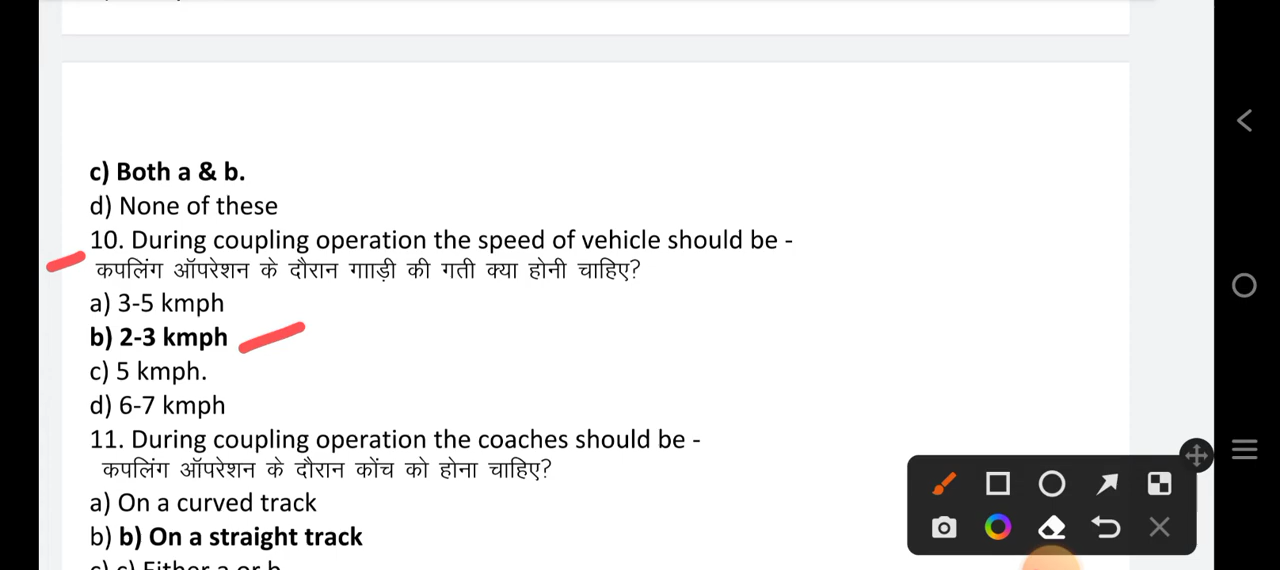 c) Both a & b.
d) None of these
10. During coupling operation the speed of vehicle should be -
कपलिंग ऑपरेशन के दौरान गााड़ी की गती क्या होनी चाहिए?
a) 3-5 kmph
b) 2-3 kmph
c) 5 kmph.
d) 6-7 kmph
11. During coupling operation the coaches should be -
कपलिंग ऑपरेशन के दौरान कोंच को होना चाहिए?
a) On a curved track
b) b) On a straight track
c) c) Either a or b